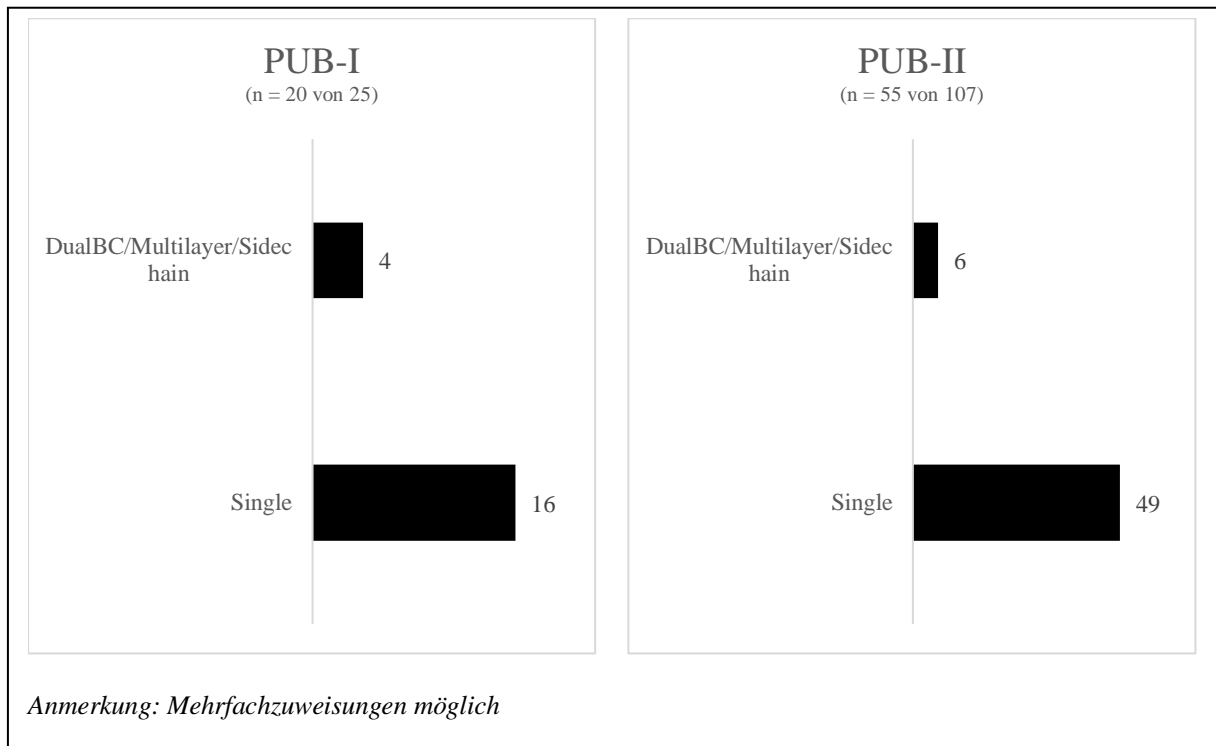 PUB-I
(n = 20 von 25)
DualBC/Multilayer/Sidec
hain
4
Single
16
PUB-II
(n = 55 von 107)
DualBC/Multilayer/Sidec
hain
6
Single
49
Anmerkung: Mehrfachzuweisungen möglich